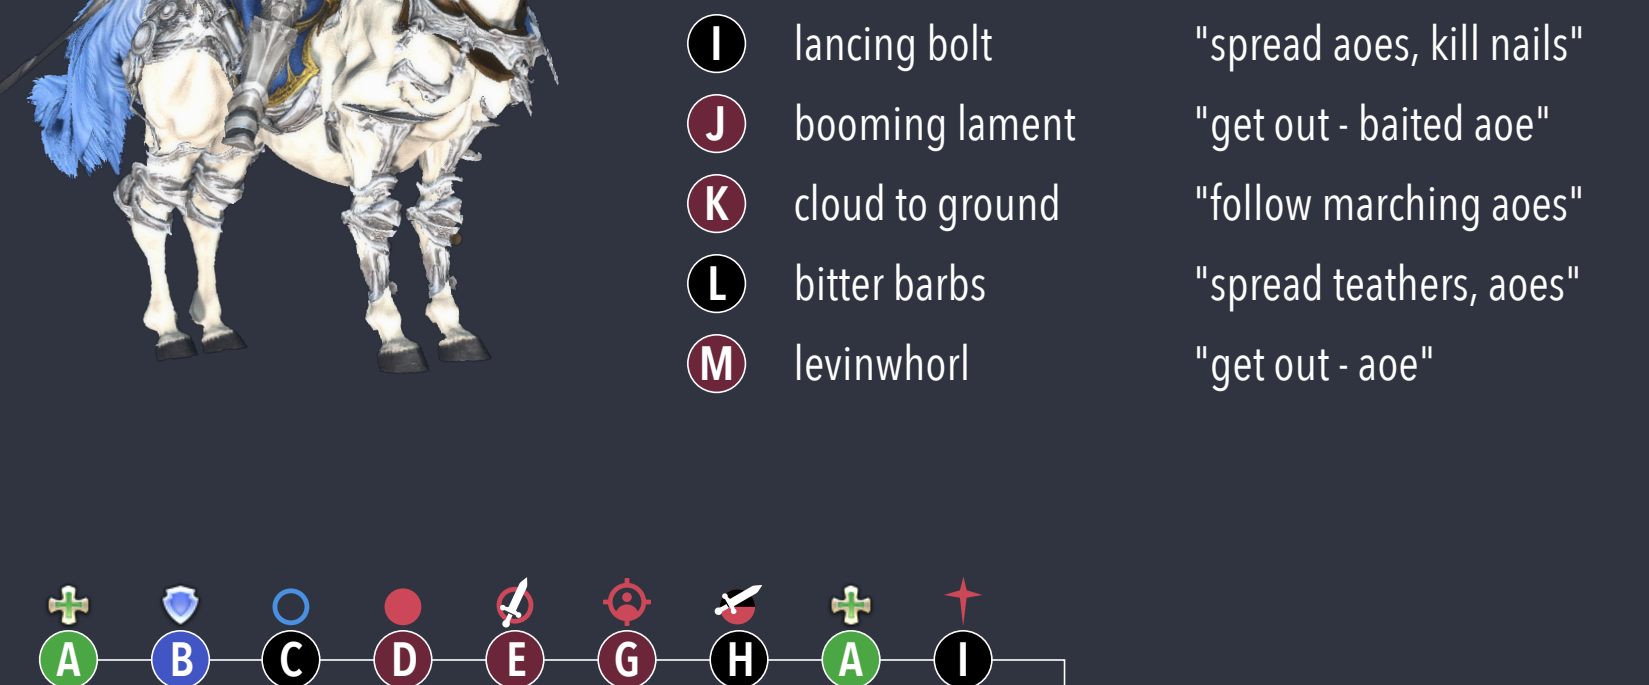 I lancing bolt "spread aoes, kill nails"
J booming lament "get out - baited aoe"
K cloud to ground "follow marching aoes"
L bitter barbs "spread teathers, aoes"
M levinwhorl "get out - aoe"
A B C D E G H A I